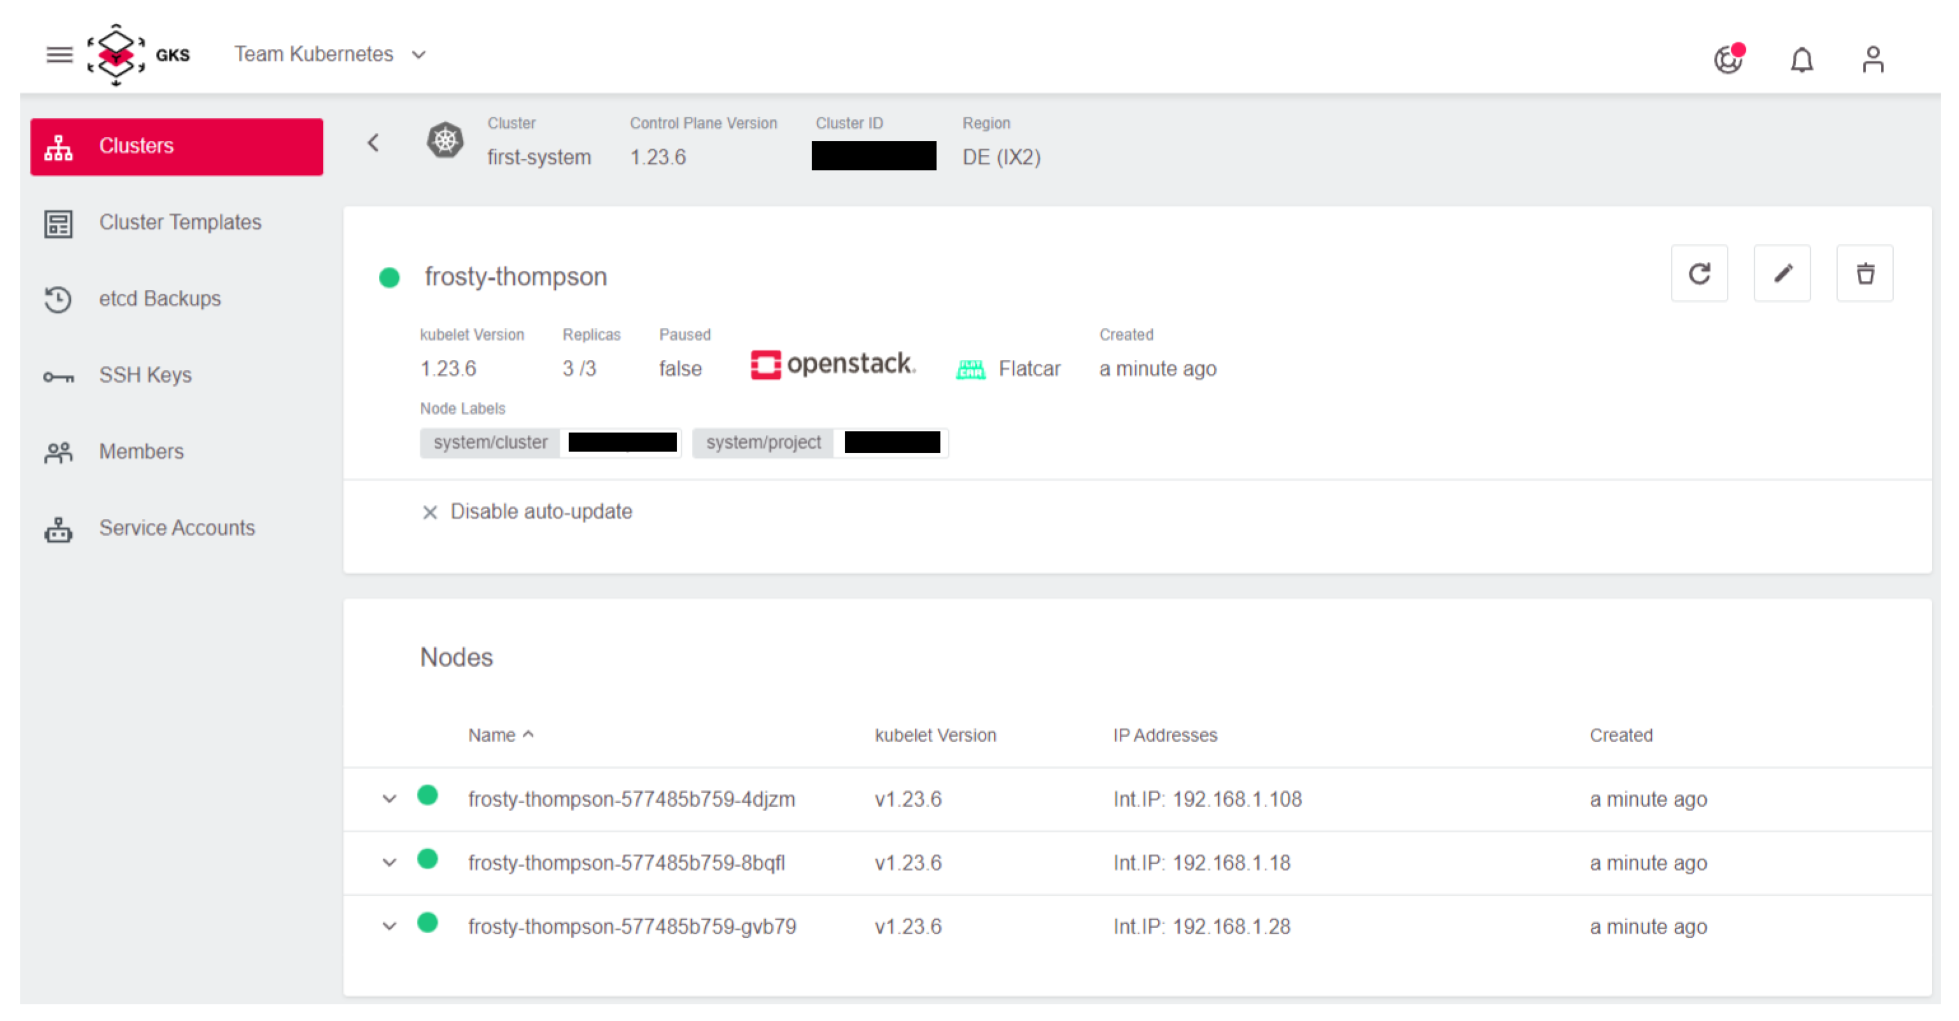 GKS Team Kubernetes
Clusters
Cluster Templates
etcd Backups
SSH Keys
Members
Service Accounts
Cluster Control Plane Version Cluster ID Region
first-system 1.23.6 DE (IX2)
frosty-thompson
kubelet Version Replicas Paused Created
1.23.6 3 /3 false openstack. Flatcar a minute ago
Node Labels
system/cluster system/project
Disable auto-update
Nodes
Name kubelet Version IP Addresses Created
frosty-thompson-577485b759-4djzm v1.23.6 Int.IP: 192.168.1.108 a minute ago
frosty-thompson-577485b759-8bqfl v1.23.6 Int.IP: 192.168.1.18 a minute ago
frosty-thompson-577485b759-gvb79 v1.23.6 Int.IP: 192.168.1.28 a minute ago